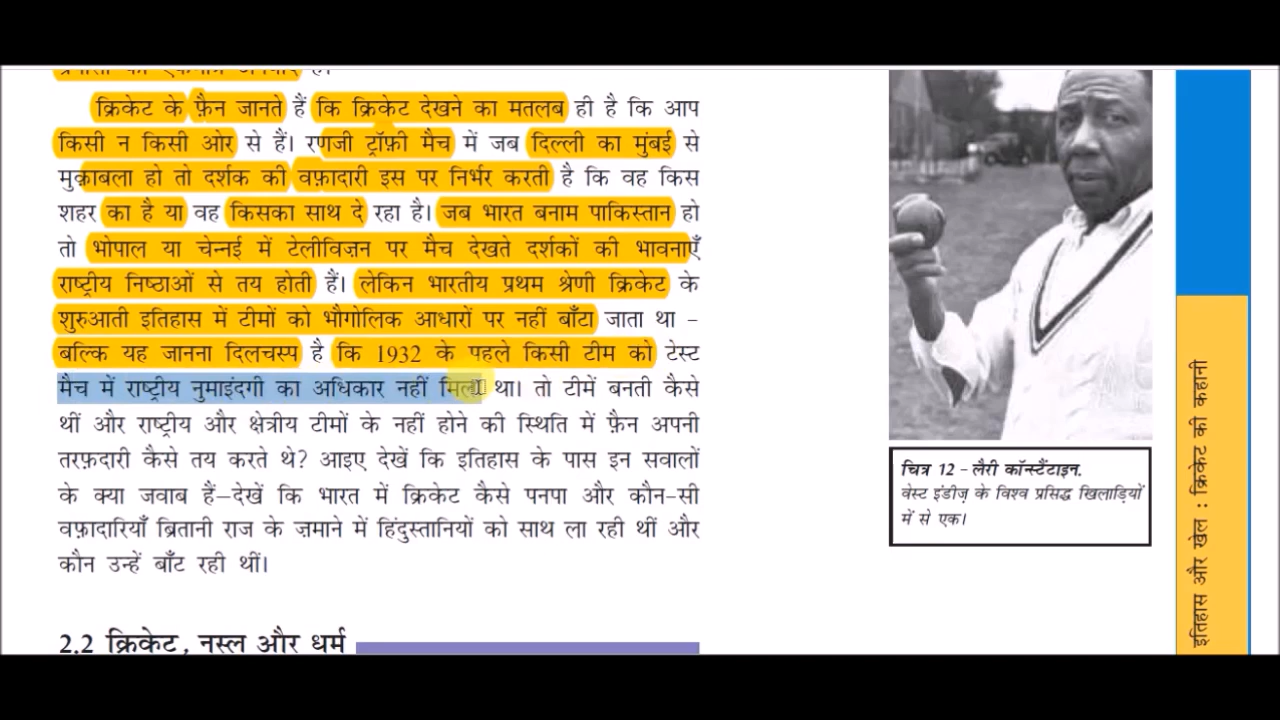 क्रिकेट के फ़ैन जानते हैं कि क्रिकेट देखने का मतलब ही है कि आप
किसी न किसी ओर से हैं। रणजी ट्रॉफ़ी मैच में जब दिल्ली का मुंबई से
मुक़ाबला हो तो दर्शक की वफ़ादारी इस पर निर्भर करती है कि वह किस
शहर का है या वह किसका साथ दे रहा है। जब भारत बनाम पाकिस्तान हो
तो भोपाल या चेन्नई में टेलीविज़न पर मैच देखते दर्शकों की भावनाएँ
राष्ट्रीय निष्ठाओं से तय होती हैं। लेकिन भारतीय प्रथम श्रेणी क्रिकेट के
शुरुआती इतिहास में टीमों को भौगोलिक आधारों पर नहीं बाँटा जाता था –
बल्कि यह जानना दिलचस्प है कि 1932 के पहले किसी टीम को टेस्ट
मैच में राष्ट्रीय नुमाइंदगी का अधिकार नहीं मिला था। तो टीमें बनती कैसे
थीं और राष्ट्रीय और क्षेत्रीय टीमों के नहीं होने की स्थिति में फ़ैन अपनी
तरफ़दारी कैसे तय करते थे? आइए देखें कि इतिहास के पास इन सवालों
के क्या जवाब हैं–देखें कि भारत में क्रिकेट कैसे पनपा और कौन-सी
वफ़ादारियाँ ब्रितानी राज के ज़माने में हिंदुस्तानियों को साथ ला रही थीं और
कौन उन्हें बाँट रही थीं।
2.2 क्रिकेट, नस्ल और धर्म
चित्र 12 – लैरी कॉन्स्टैंटाइन.
वेस्ट इंडीज़ के विश्व प्रसिद्ध खिलाड़ियों
में से एक।
इतिहास और खेल : क्रिकेट की कहानी